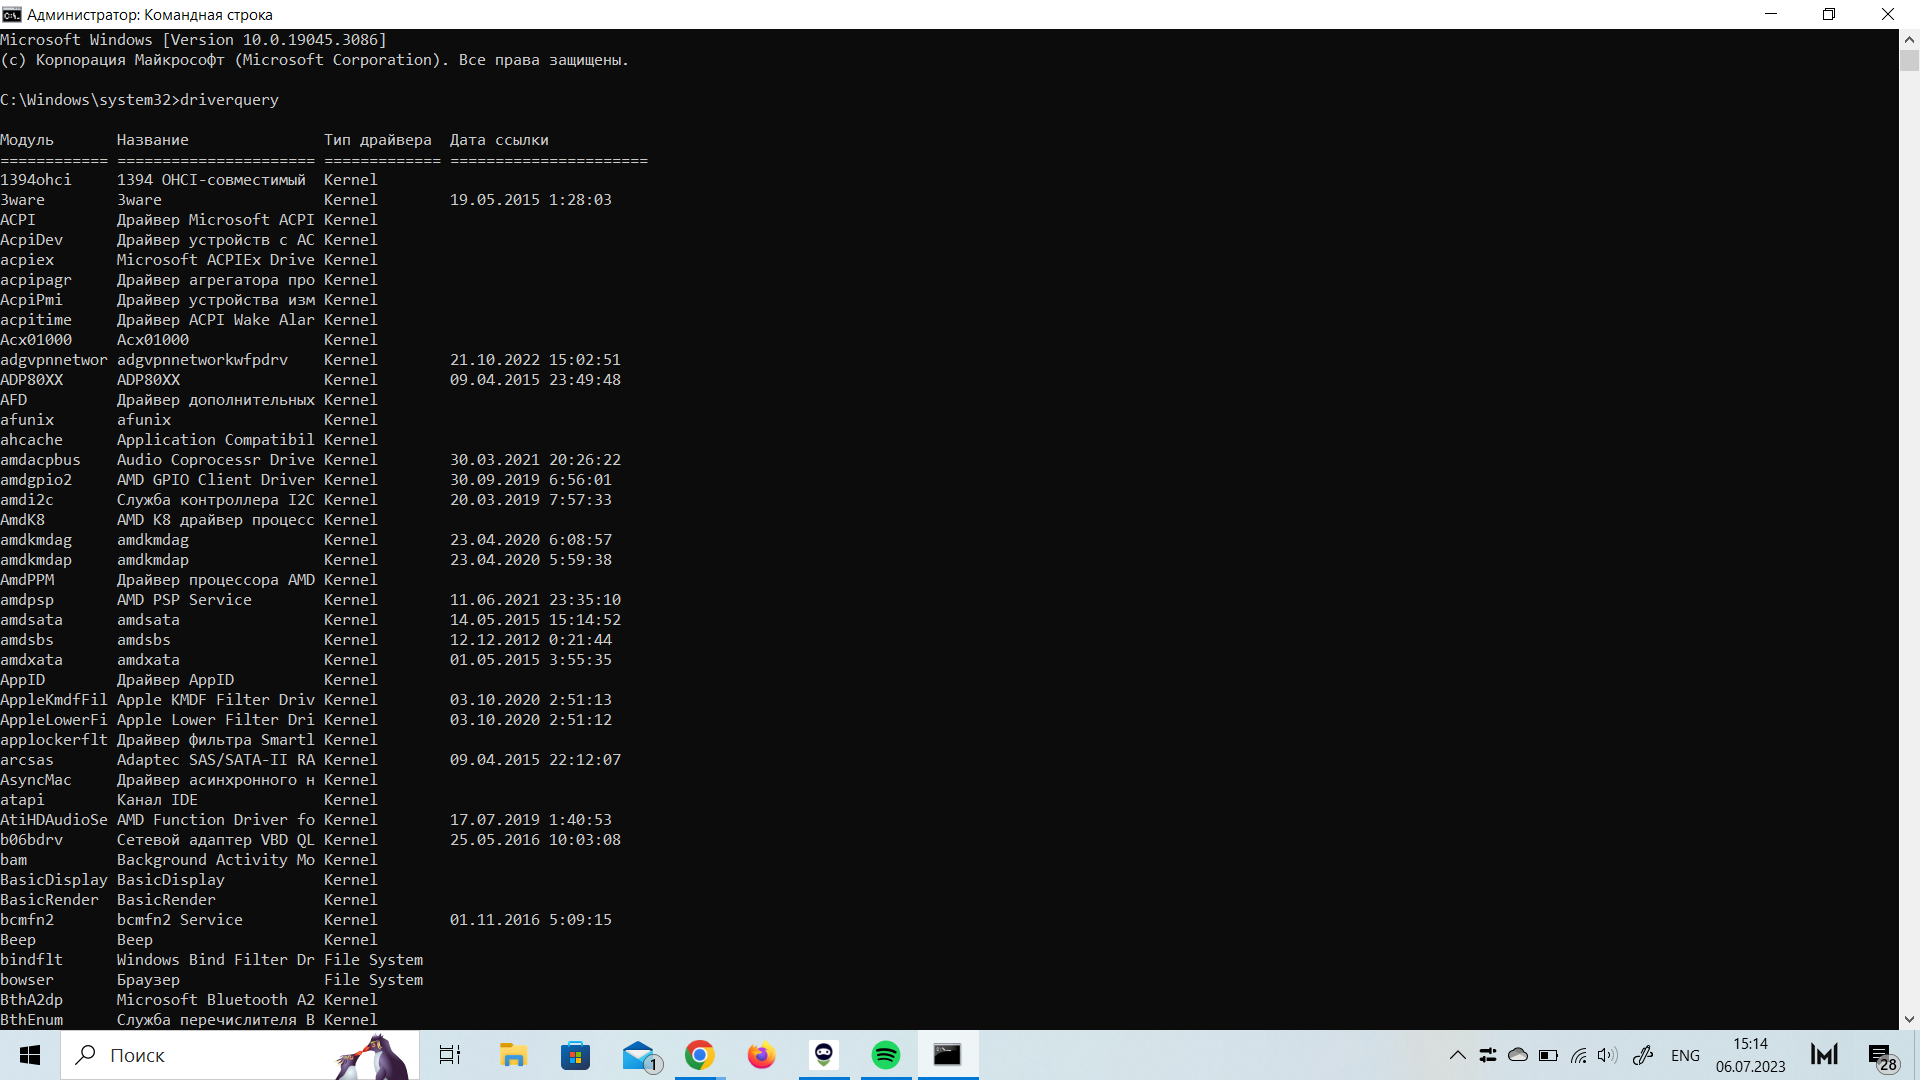 Администратор: Командная строка
Microsoft Windows [Version 10.0.19045.3086]
(c) Корпорация Майкрософт (Microsoft Corporation). Все права защищены.
C:\Windows\system32>driverquery
Модуль Название Тип драйвера Дата ссылки
============ ====================== ============= ======================
1394ohci 1394 OHCI-совместимый Kernel
3ware 3ware Kernel 19.05.2015 1:28:03
ACPI Драйвер Microsoft ACPI Kernel
AcpiDev Драйвер устройств с AC Kernel
acpiex Microsoft ACPIEx Drive Kernel
acpipagr Драйвер агрегатора про Kernel
AcpiPmi Драйвер устройства изм Kernel
acpitime Драйвер ACPI Wake Alar Kernel
Acx01000 Acx01000 Kernel
adgvpnnetwor adgvpnnetworkwfpdrv Kernel 21.10.2022 15:02:51
ADP80XX ADP80XX Kernel 09.04.2015 23:49:48
AFD Драйвер дополнительных Kernel
afunix afunix Kernel
ahcache Application Compatibil Kernel
amdacpbus Audio Coprocessr Drive Kernel 30.03.2021 20:26:22
amdgpio2 AMD GPIO Client Driver Kernel 30.09.2019 6:56:01
amdi2c Служба контроллера I2C Kernel 20.03.2019 7:57:33
AmdK8 AMD K8 драйвер процесс Kernel
amdkmdag amdkmdag Kernel 23.04.2020 6:08:57
amdkmdap amdkmdap Kernel 23.04.2020 5:59:38
AmdPPM Драйвер процессора AMD Kernel
amdpsp AMD PSP Service Kernel 11.06.2021 23:35:10
amdsata amdsata Kernel 14.05.2015 15:14:52
amdsbs amdsbs Kernel 12.12.2012 0:21:44
amdxata amdxata Kernel 01.05.2015 3:55:35
AppID Драйвер AppID Kernel
AppleKmdfFil Apple KMDF Filter Driv Kernel 03.10.2020 2:51:13
AppleLowerFi Apple Lower Filter Dri Kernel 03.10.2020 2:51:12
applockerflt Драйвер фильтра Smartl Kernel
arcsas Adaptec SAS/SATA-II RA Kernel 09.04.2015 22:12:07
AsyncMac Драйвер асинхронного н Kernel
atapi Канал IDE Kernel
AtiHDAudioSe AMD Function Driver fo Kernel 17.07.2019 1:40:53
b06bdrv Сетевой адаптер VBD QL Kernel 25.05.2016 10:03:08
bam Background Activity Mo Kernel
BasicDisplay BasicDisplay Kernel
BasicRender BasicRender Kernel
bcmfn2 bcmfn2 Service Kernel 01.11.2016 5:09:15
Beep Beep Kernel
bindflt Windows Bind Filter Dr File System
bowser Браузер File System
BthA2dp Microsoft Bluetooth A2 Kernel
BthEnum Служба перечислителя B Kernel
Поиск
1
ENG
15:14
06.07.2023
28